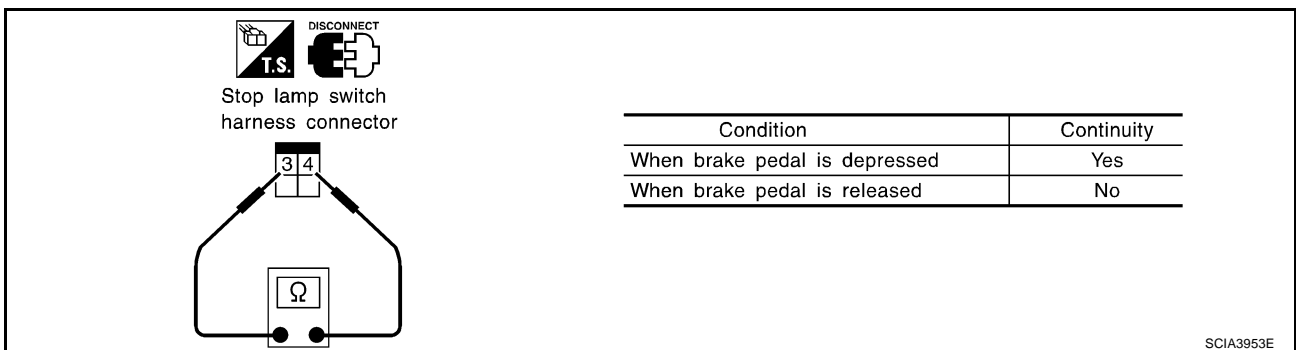 DISCONNECT
T.S.
Stop lamp switch
harness connector
3 4
Ω
Condition Continuity
When brake pedal is depressed Yes
When brake pedal is released No
SCIA3953E